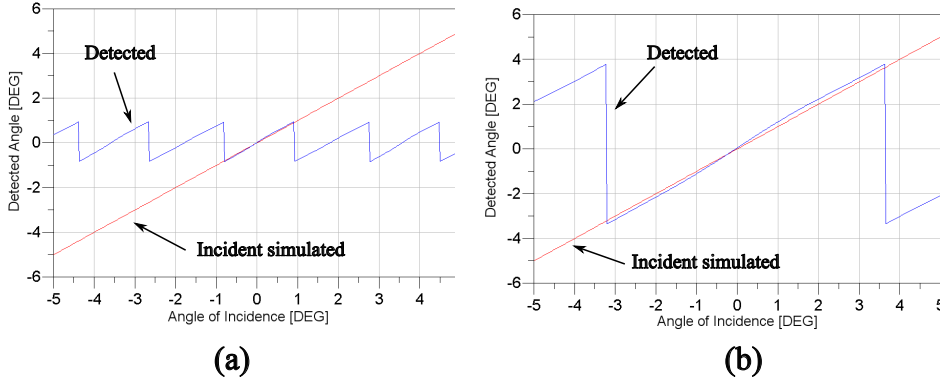 6
4
2
0
-2
-4
-6
Detected Angle [DEG]
Detected
Incident simulated
-5 -4 -3 -2 -1 0 1 2 3 4
Angle of Incidence [DEG]
(a)
6
4
2
0
-2
-4
-6
Detected Angle [DEG]
Detected
Incident simulated
-5 -4 -3 -2 -1 0 1 2 3 4 5
Angle of Incidence [DEG]
(b)